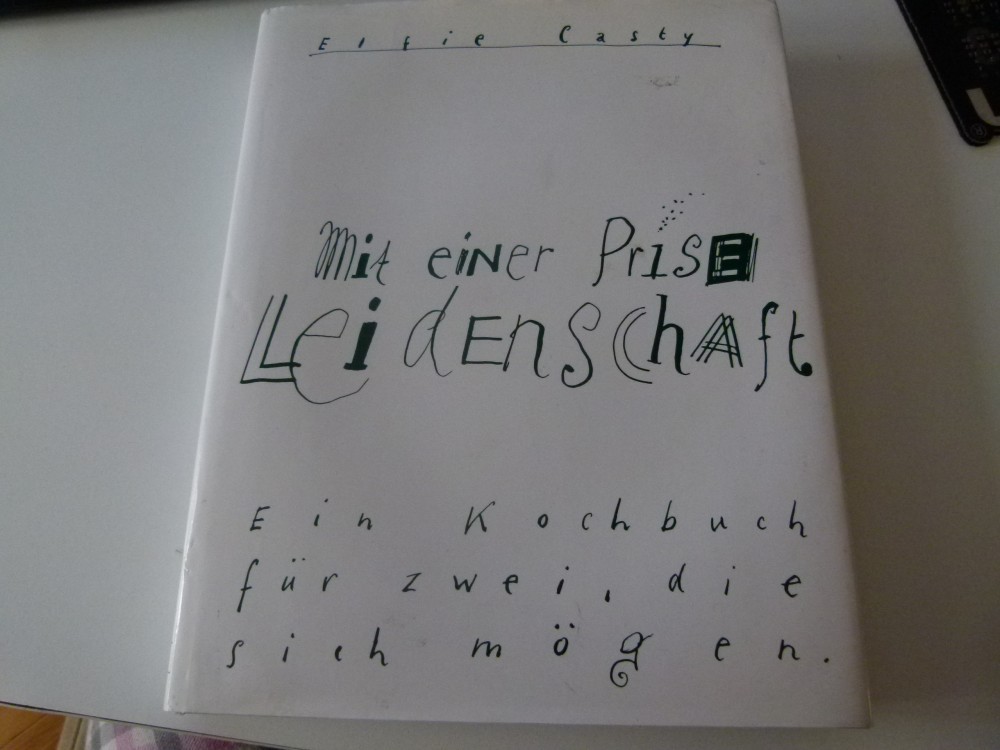 Elfie Casty
Mit einer Prise
Leidenschaft
Ein Kochbuch
für zwei, die
sich mögen.